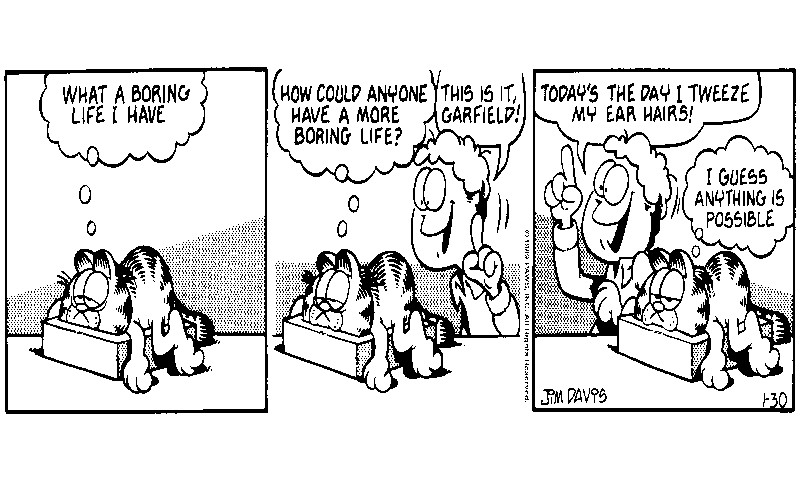 WHAT A BORING
LIFE I HAVE
HOW COULD ANYONE
HAVE A MORE
BORING LIFE?
THIS IS IT,
GARFIELD!
TODAY'S THE DAY I TWEEZE
MY EAR HAIRS!
I GUESS
ANYTHING IS
POSSIBLE
JIM DAVIS
1-30